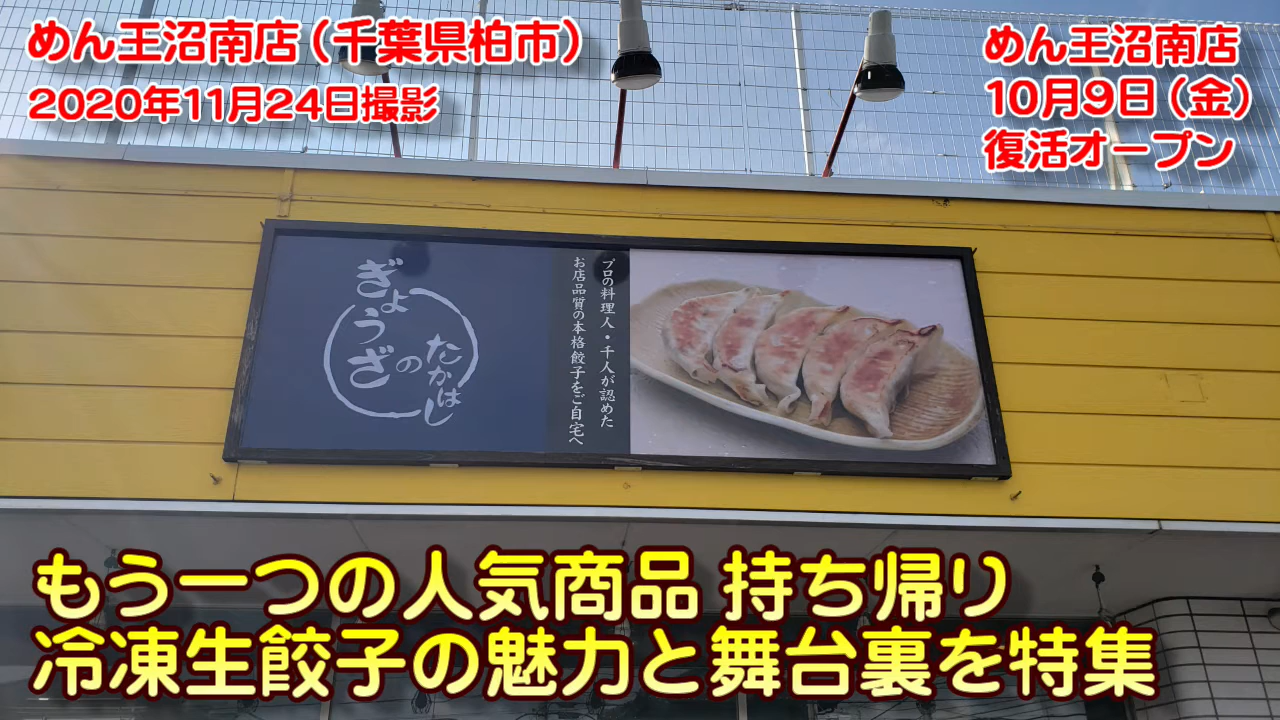 めん王沼南店（千葉県柏市）
2020年11月24日撮影
めん王沼南店
10月9日（金）
復活オープン
ぎょうざ
の
たかはし
プロの料理人・千人が認めた
お店品質の本格餃子をご自宅へ
もう一つの人気商品 持ち帰り
冷凍生餃子の魅力と舞台裏を特集